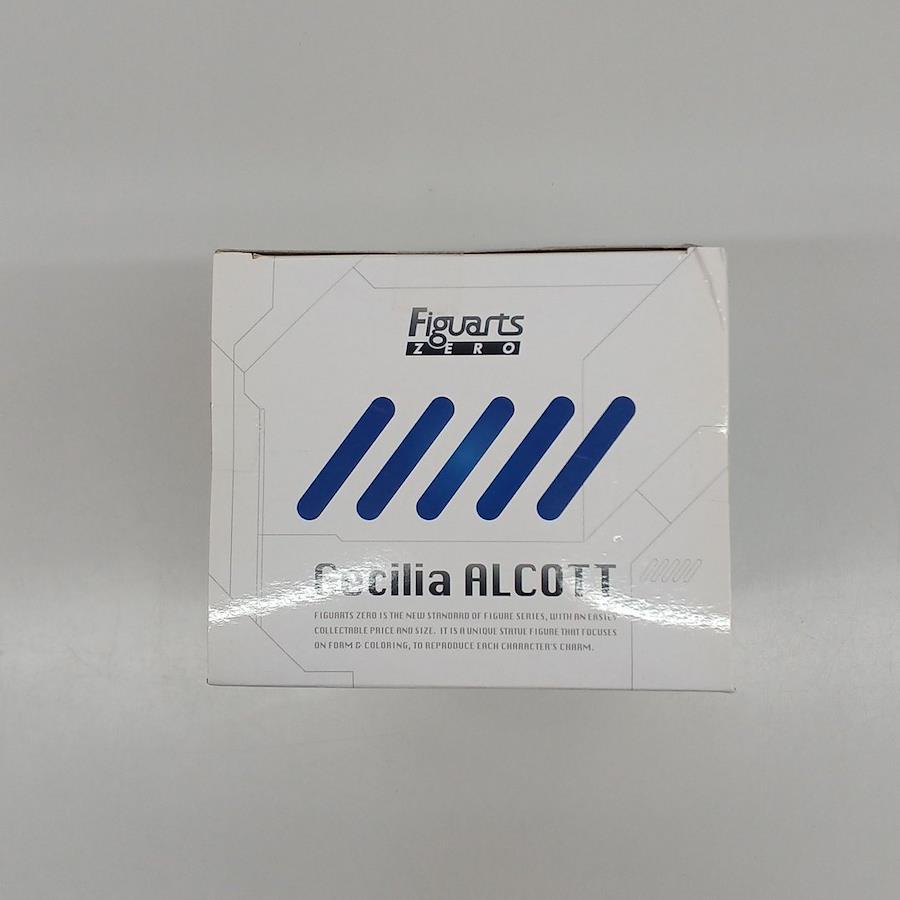 Figuarts
ZERO
Cecilia ALCOTT
FIGUARTS ZERO IS THE NEW STANDARD OF FIGURE SERIES, WITH AN EASILY
COLLECTABLE PRICE AND SIZE. IT IS A UNIQUE STATUE FIGURE THAT FOCUSES
ON FORM & COLORING, TO REPRODUCE EACH CHARACTER'S CHARM.